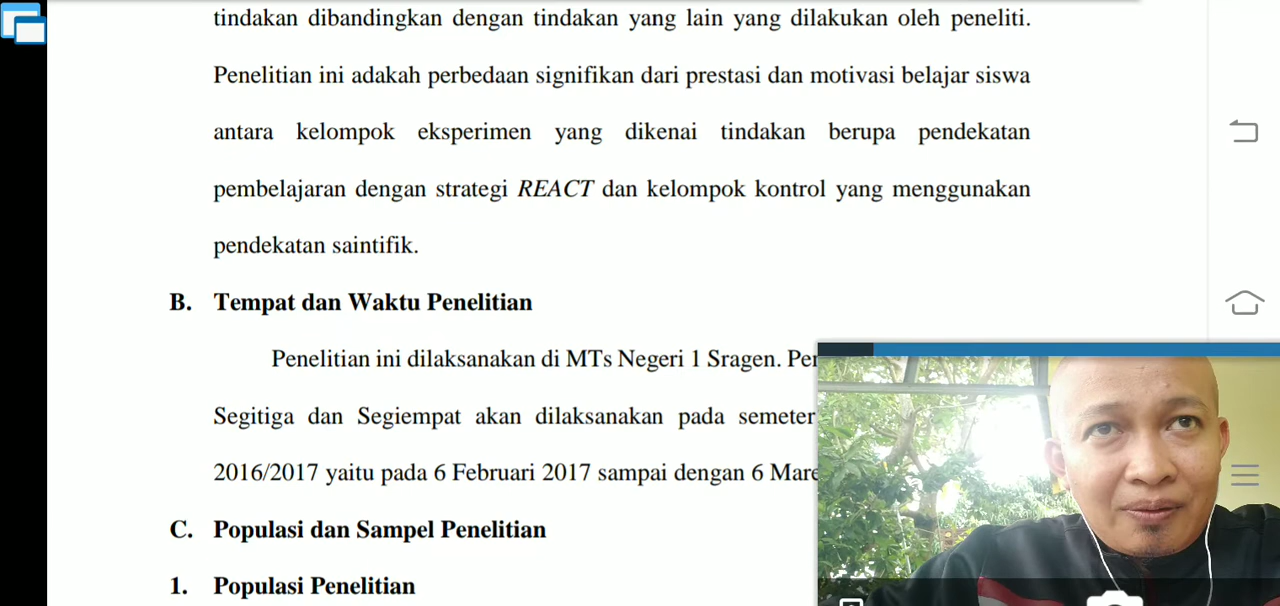 tindakan dibandingkan dengan tindakan yang lain yang dilakukan oleh peneliti.
Penelitian ini adakah perbedaan signifikan dari prestasi dan motivasi belajar siswa
antara kelompok eksperimen yang dikenai tindakan berupa pendekatan
pembelajaran dengan strategi REACT dan kelompok kontrol yang menggunakan
pendekatan saintifik.
B. Tempat dan Waktu Penelitian
Penelitian ini dilaksanakan di MTs Negeri 1 Sragen.
Segitiga dan Segiempat akan dilaksanakan pada semeter
2016/2017 yaitu pada 6 Februari 2017 sampai dengan 6
C. Populasi dan Sampel Penelitian
1. Populasi Penelitian